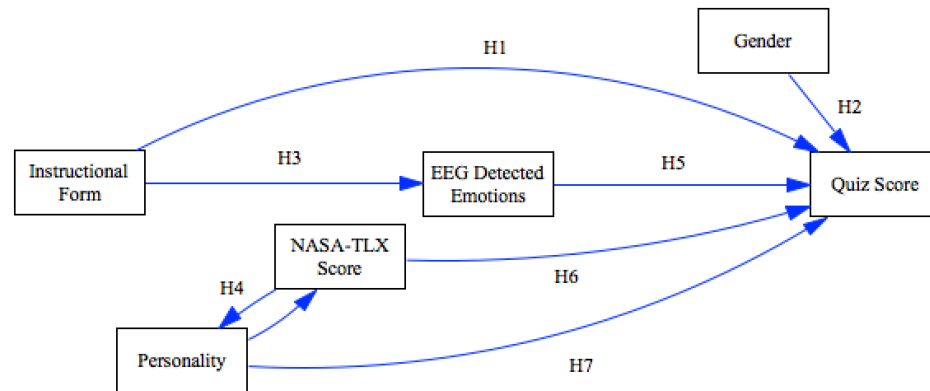 H1
Gender
H2
H3
Instructional
Form
EEG Detected
Emotions
H5
Quiz Score
NASA-TLX
Score
H4
H6
Personality
H7